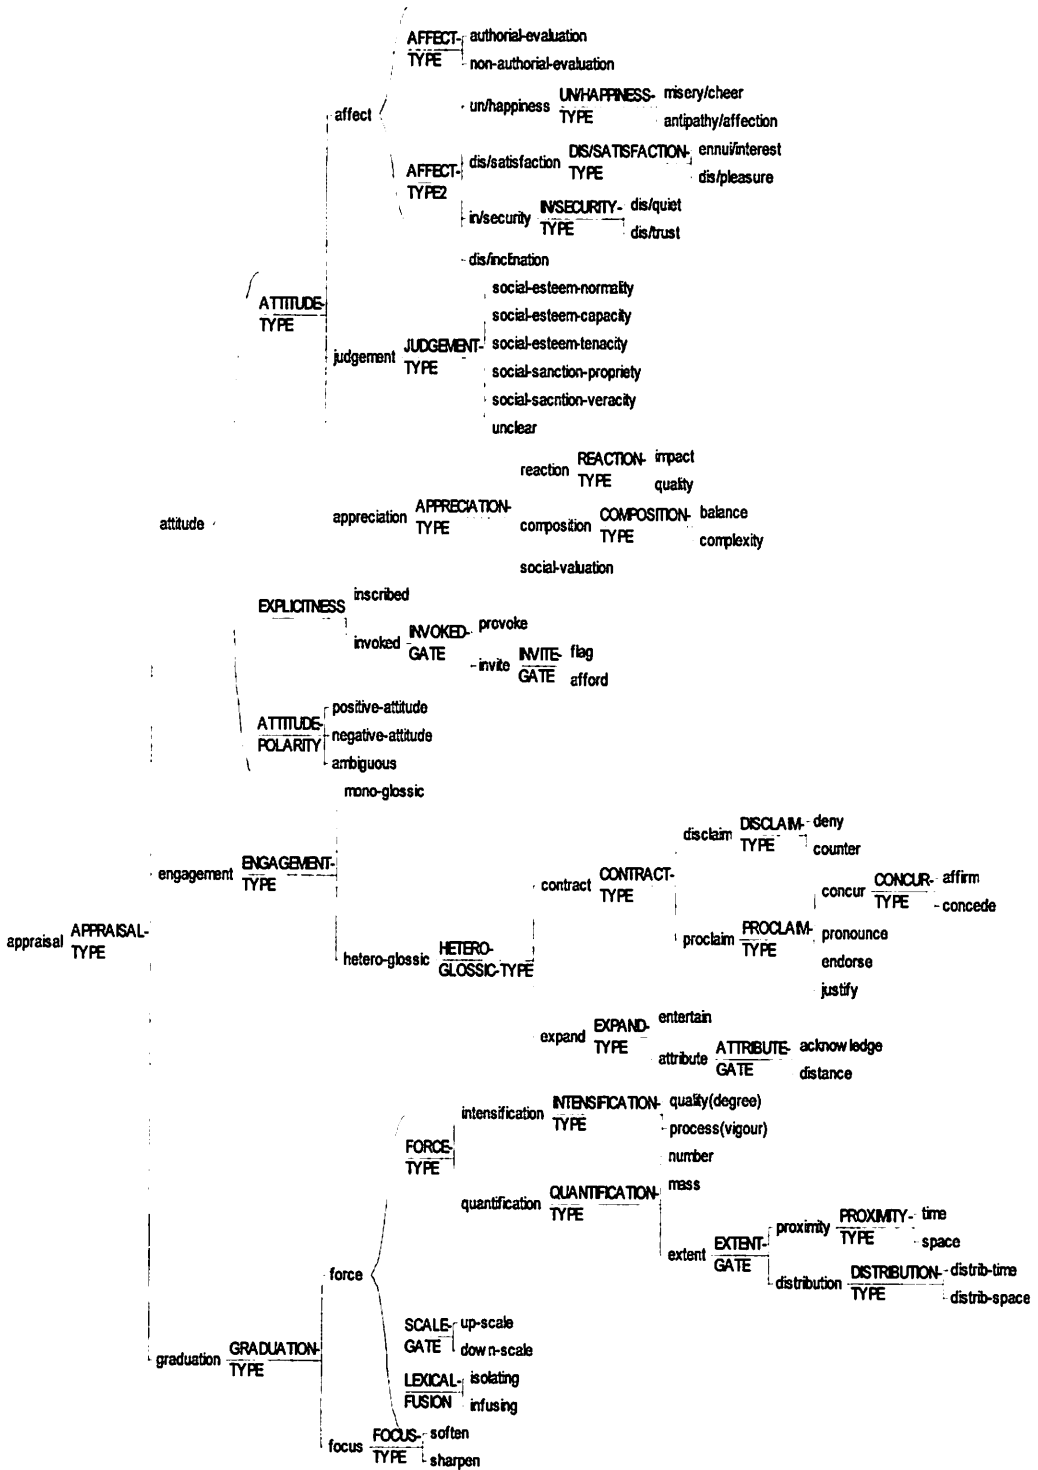 AFFECT- authorial-evaluation
TYPE non-authorial-evaluation
un/happiness UN/HAPPINESS- misery/cheer
TYPE antipathy/affection
affect
AFFECT- dis/satisfaction DIS/SATISFACTION- ennui/interest
TYPE2 TYPE dis/pleasure
in/security IN/SECURITY- dis/quiet
TYPE dis/trust
dis/inclination
ATTITUDE- social-esteem-normality
TYPE social-esteem-capacity
judgement JUDGEMENT- social-esteem-tenacity
TYPE social-sanction-propriety
social-sacntion-veracity
unclear
reaction REACTION- impact
TYPE quality
attitude appreciation APPRECIATION- composition COMPOSITION- balance
TYPE TYPE complexity
social-valuation
EXPLICITNESS inscribed
invoked INVOKED- provoke
GATE invite INVITE- flag
GATE afford
ATTITUDE- positive-attitude
POLARITY negative-attitude
ambiguous
mono-glossic
disclaim DISCLAIM- deny
TYPE counter
engagement ENGAGEMENT- contract CONTRACT- concur CONCUR- affirm
TYPE TYPE TYPE concede
appraisal APPRAISAL- proclaim PROCLAIM- pronounce
TYPE hetero-glossic HETERO- TYPE endorse
GLOSSIC-TYPE justify
expand EXPAND- entertain
TYPE attribute ATTRIBUTE- acknowledge
GATE distance
intensification INTENSIFICATION- quality(degree)
TYPE process(vigour)
FORCE- number
TYPE quantification QUANTIFICATION- mass
TYPE extent EXTENT- proximity PROXIMITY- time
GATE TYPE space
force distribution DISTRIBUTION- distrib-time
TYPE distrib-space
SCALE- up-scale
GATE down-scale
graduation GRADUATION- LEXICAL- isolating
TYPE FUSION infusing
focus FOCUS- soften
TYPE sharpen